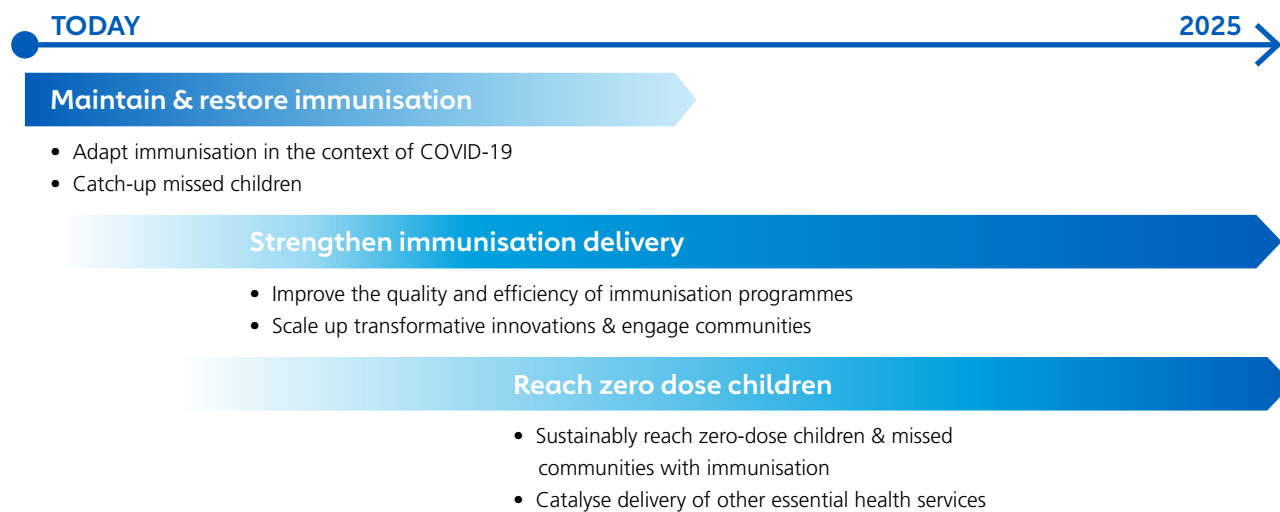 TODAY 2025
Maintain & restore immunisation
• Adapt immunisation in the context of COVID-19
• Catch-up missed children
Strengthen immunisation delivery
• Improve the quality and efficiency of immunisation programmes
• Scale up transformative innovations & engage communities
Reach zero dose children
• Sustainably reach zero-dose children & missed
communities with immunisation
• Catalyse delivery of other essential health services